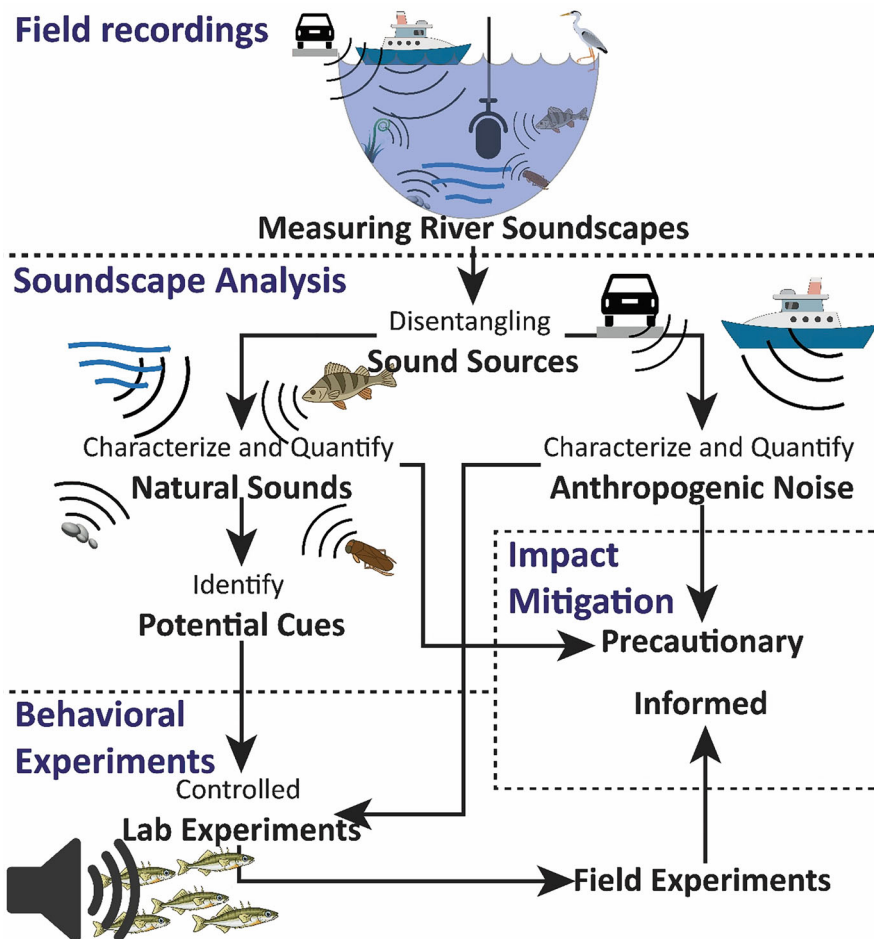 Field recordings
Measuring River Soundscapes
Soundscape Analysis
Disentangling
Sound Sources
Characterize and Quantify
Natural Sounds
Characterize and Quantify
Anthropogenic Noise
Identify
Potential Cues
Impact
Mitigation
Precautionary
Informed
Behavioral
Experiments
Controlled
Lab Experiments
Field Experiments